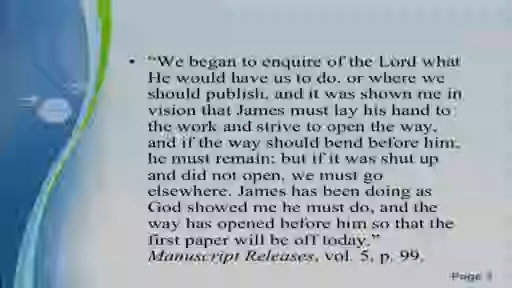 • “We began to enquire of the Lord what
He would have us to do, or where we
should publish, and it was shown me in
vision that James must lay his hand to
the work and strive to open the way,
and if the way should bend before him,
he must remain; but if it was shut up
and did not open, we must go
elsewhere. James has been doing as
God showed me he must do, and the
way has opened before him so that the
first paper will be off today.”
Manuscript Releases, vol. 5, p. 99.
Page